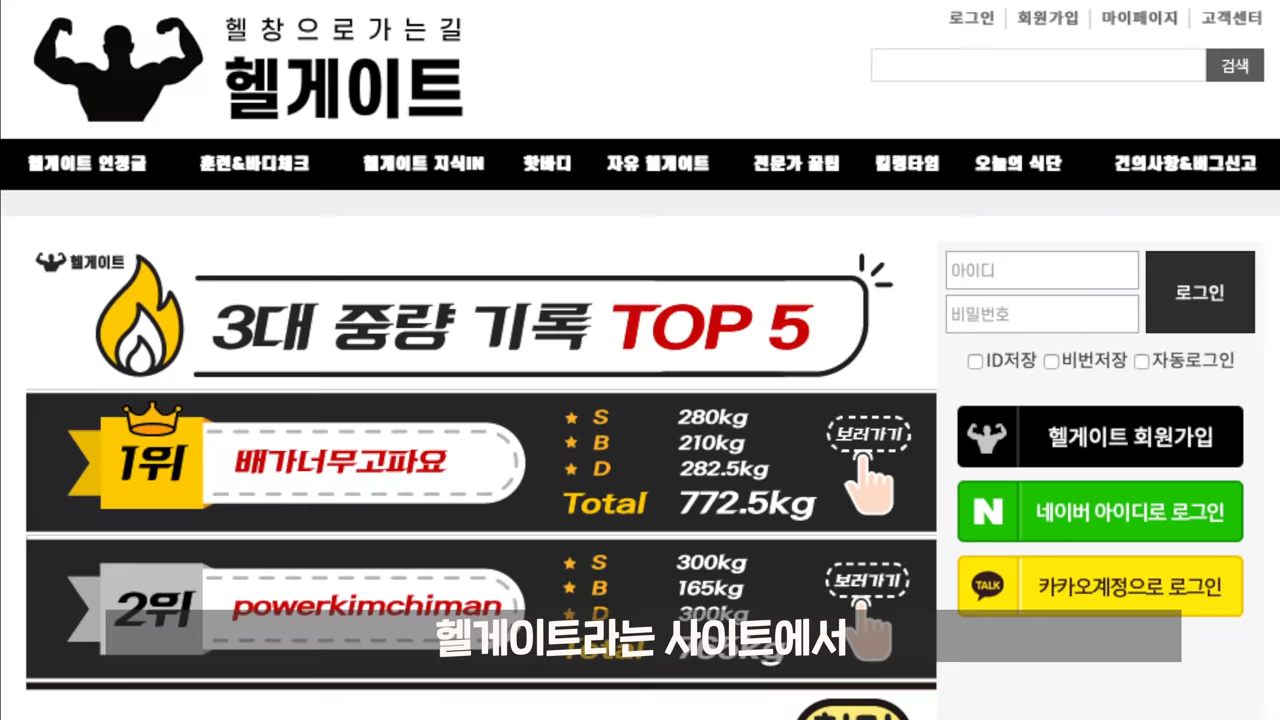 헬창으로가는길
헬게이트
로그인 회원가입 마이페이지 고객센터
검색
헬게이트 인정글 훈련&바디체크 헬게이트 지식IN 핫바디 자유 헬게이트 전문가 꿀팁 킬링타임 오늘의 식단 건의사항&버그신고
헬게이트
3대 중량 기록 TOP 5
1위
배가너무고파요
S 280kg
B 210kg
D 282.5kg
Total 772.5kg
보러가기
2위
powerkimchiman
S 300kg
B 165kg
D 300kg
Total
보러가기
아이디
비밀번호
로그인
ID저장 비번저장 자동로그인
헬게이트 회원가입
N 네이버 아이디로 로그인
TALK 카카오계정으로 로그인
헬게이트라는 사이트에서